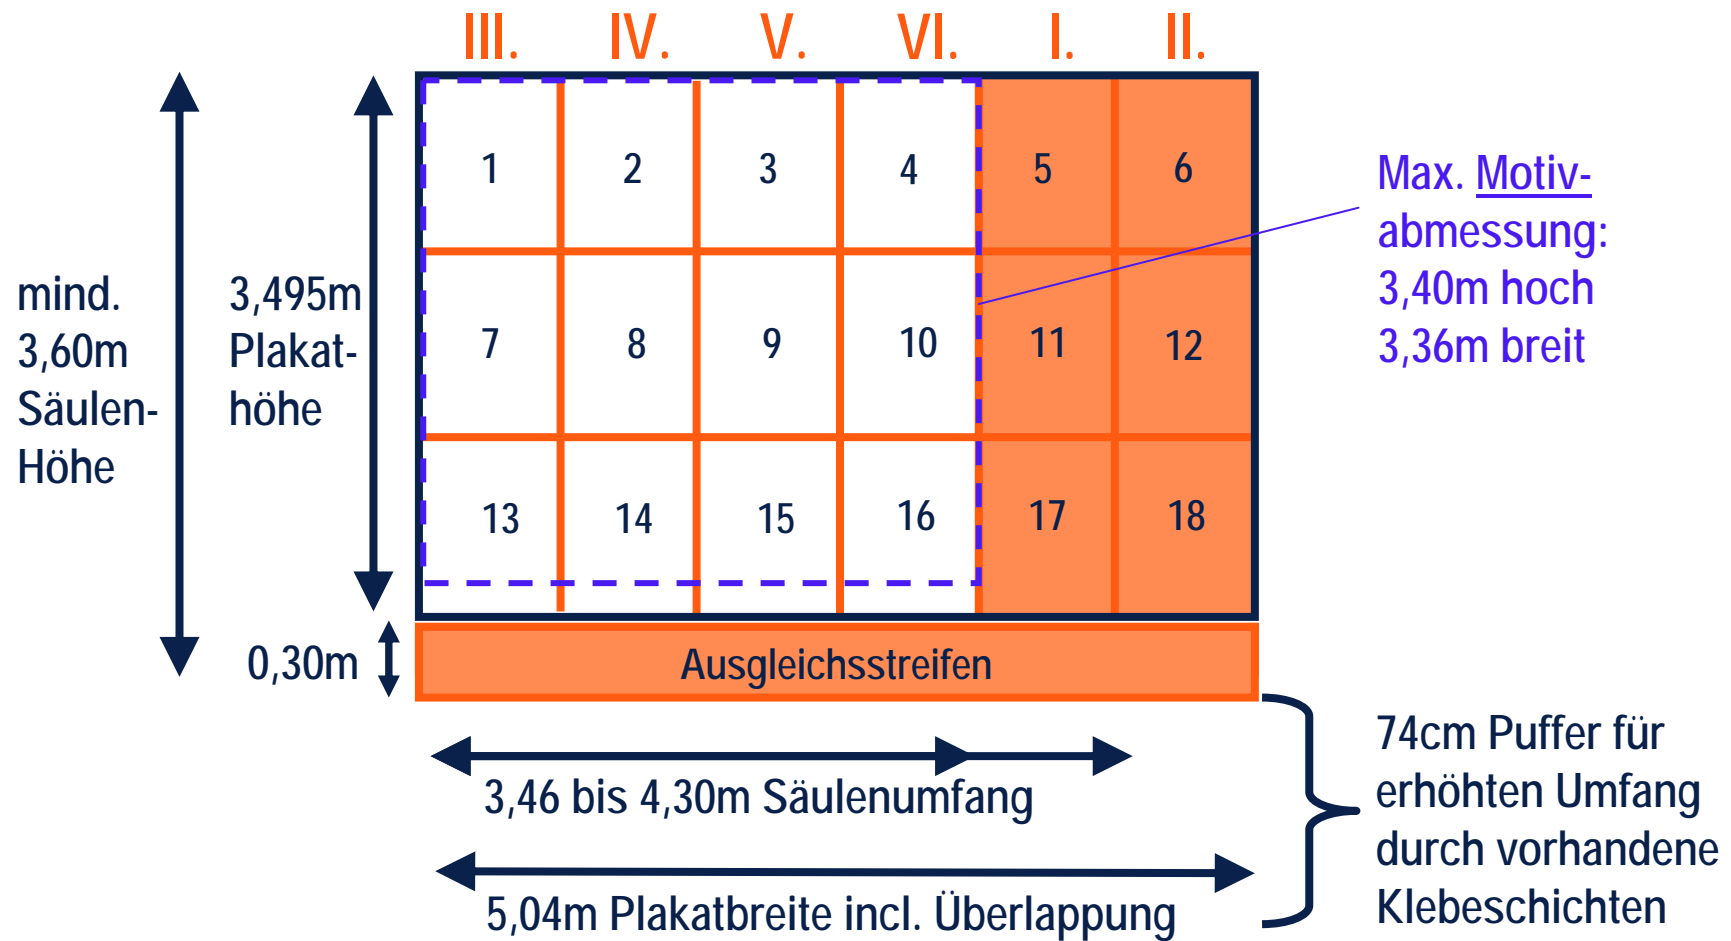 III. IV. V. VI. I. II.
1 2 3 4 5 6
7 8 9 10 11 12
13 14 15 16 17 18
mind.
3,60m
Säulen-
Höhe
3,495m
Plakat-
höhe
Max. Motiv-
abmessung:
3,40m hoch
3,36m breit
0,30m
Ausgleichsstreifen
3,46 bis 4,30m Säulenumfang
5,04m Plakatbreite incl. Überlappung
74cm Puffer für
erhöhten Umfang
durch vorhandene
Klebeschichten